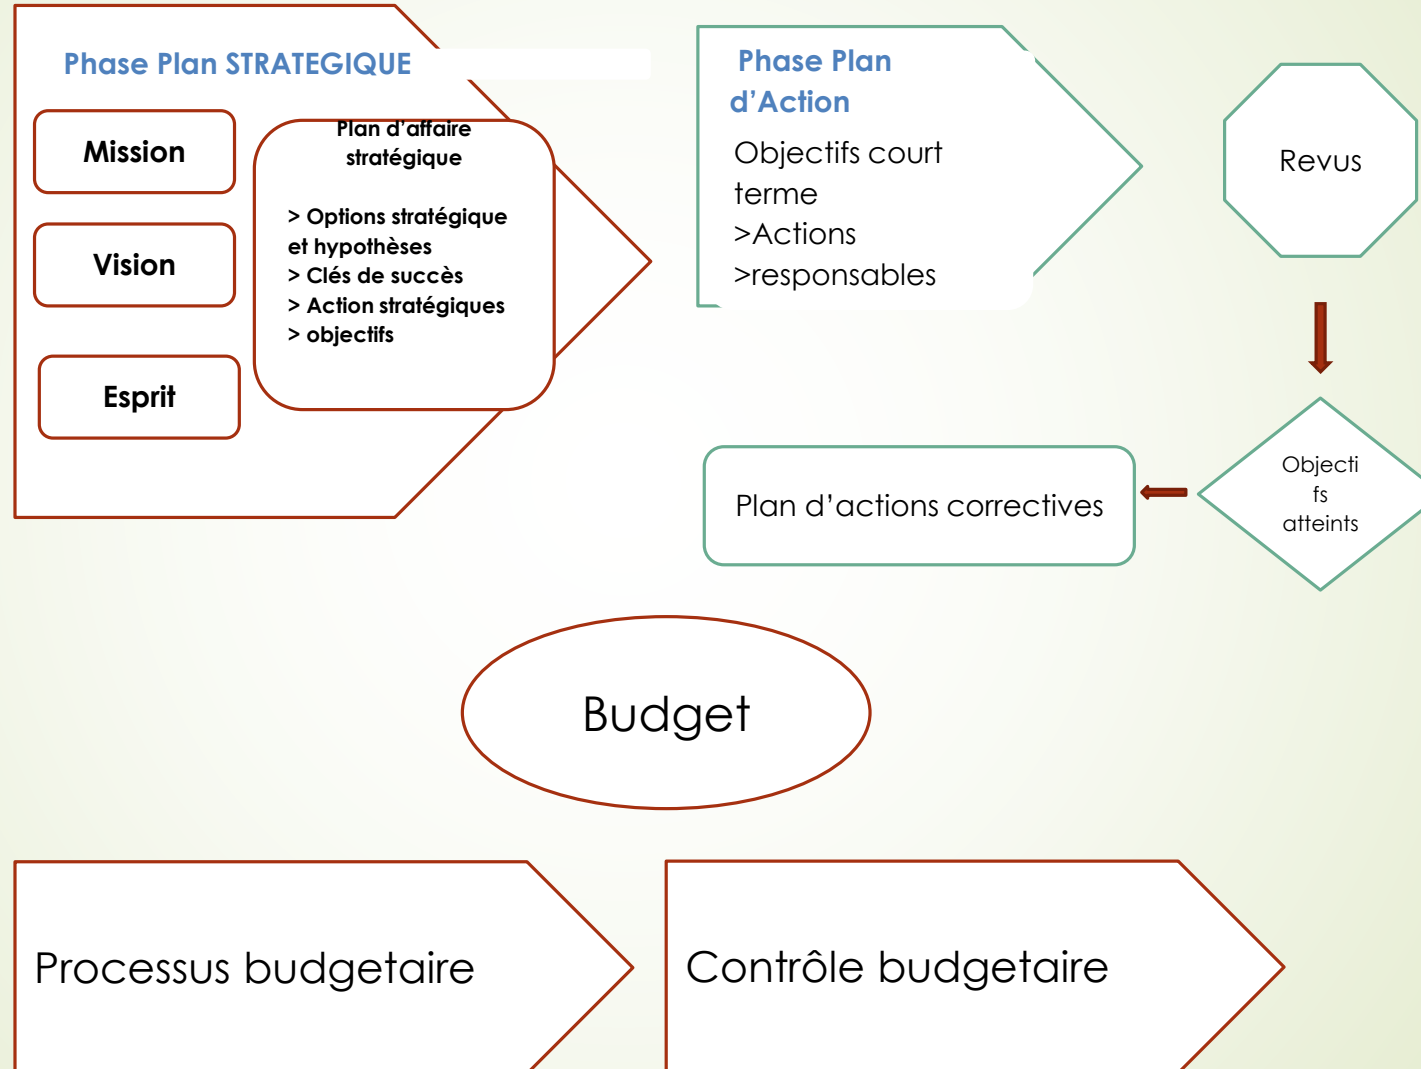 Phase Plan STRATEGIQUE
Mission
Vision
Esprit
Plan d’affaire
stratégique
> Options stratégique
et hypothèses
> Clés de succès
> Action stratégiques
> objectifs
Phase Plan
d’Action
Objectifs court
terme
>Actions
>responsables
Revus
Objecti
fs
atteints
Plan d’actions correctives
Budget
Processus budgetaire
Contrôle budgetaire